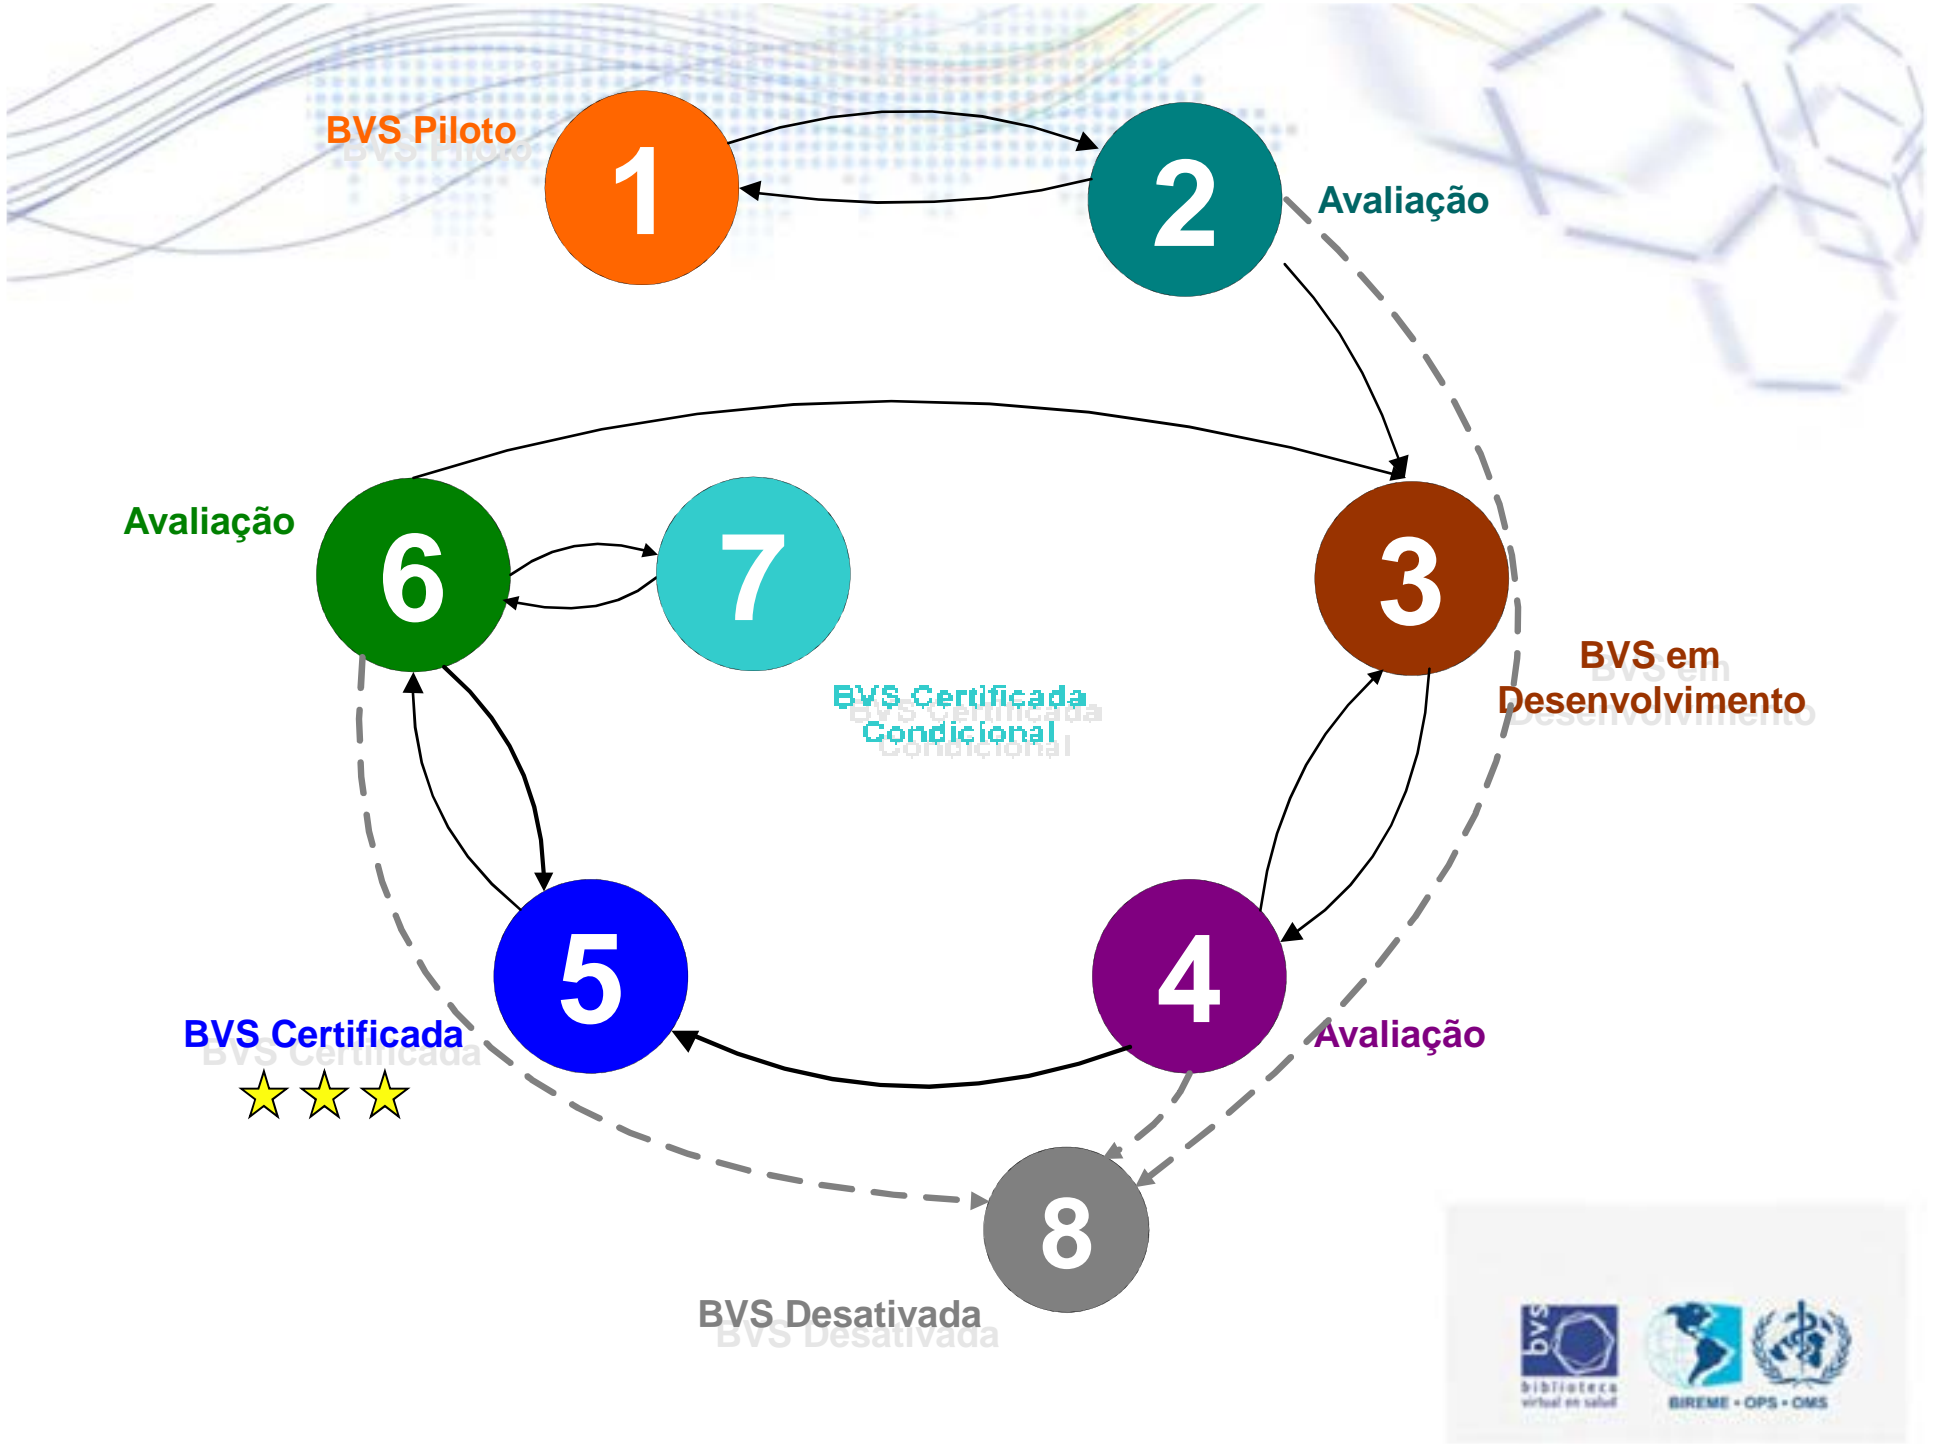 BVS Piloto
1
2
Avaliação
Avaliação
6
7
3
BVS em
Desenvolvimento
BVS Certificada
Condicional
5
4
BVS Certificada
Avaliação
8
BVS Desativada
bvs
biblioteca
virtual en salud
BIREME • OPS • OMS